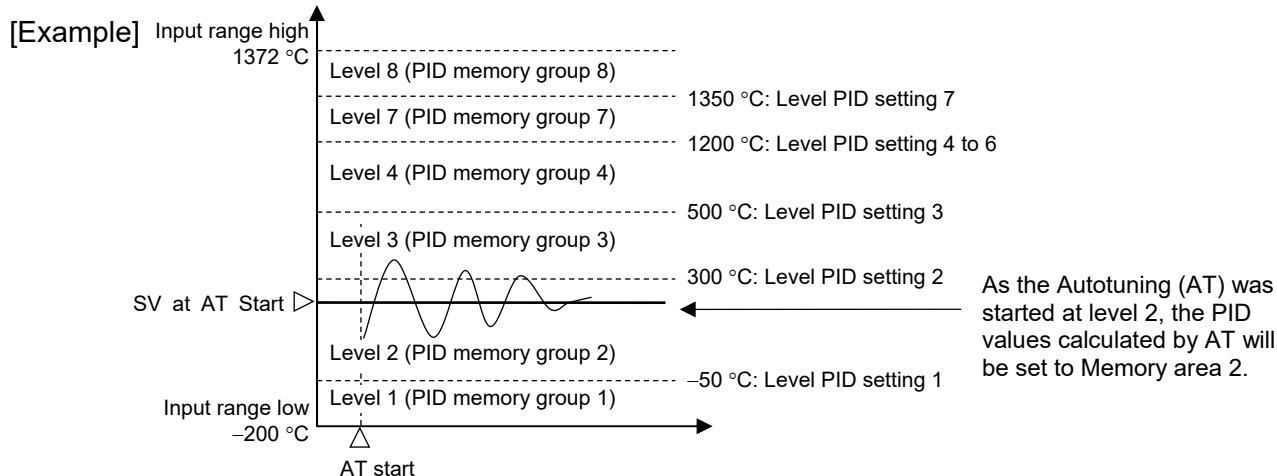 [Example]
Input range high
1372 °C
Level 8 (PID memory group 8)
1350 °C: Level PID setting 7
Level 7 (PID memory group 7)
1200 °C: Level PID setting 4 to 6
Level 4 (PID memory group 4)
500 °C: Level PID setting 3
Level 3 (PID memory group 3)
300 °C: Level PID setting 2
SV at AT Start
As the Autotuning (AT) was
started at level 2, the PID
values calculated by AT will
be set to Memory area 2.
Level 2 (PID memory group 2)
−50 °C: Level PID setting 1
Level 1 (PID memory group 1)
Input range low
−200 °C
AT start